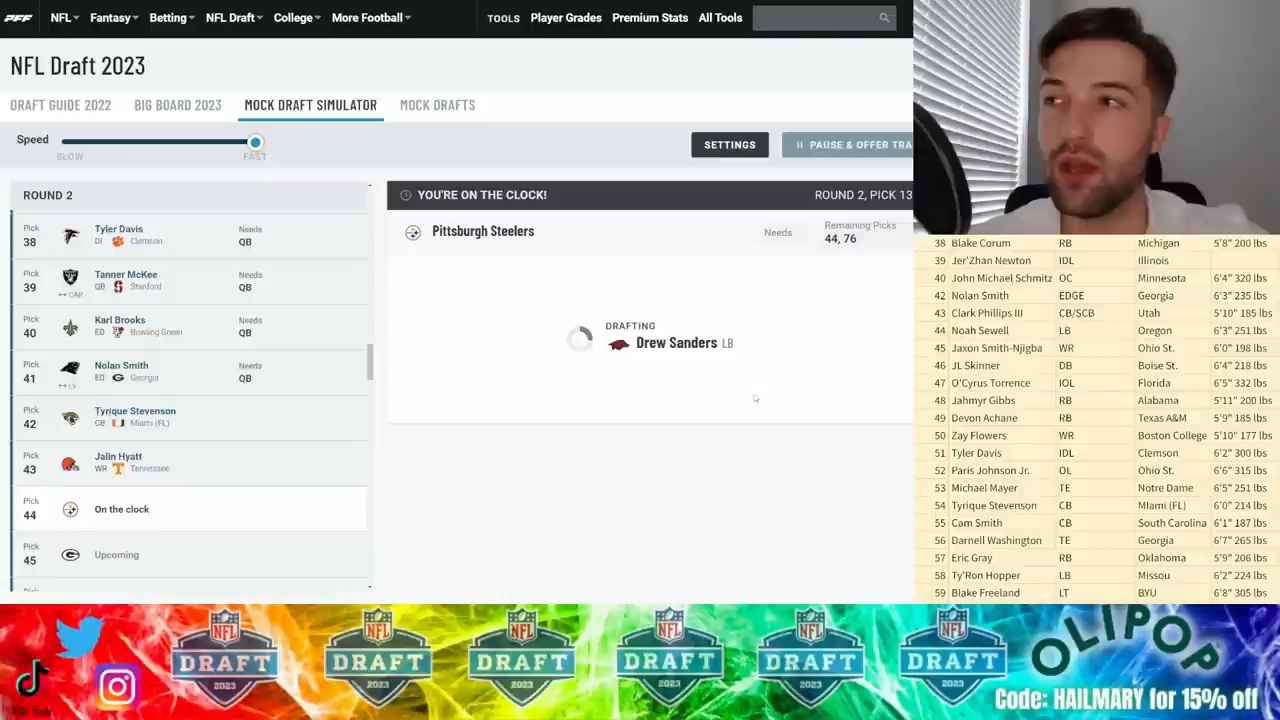 PFF NFL Fantasy Betting NFL Draft College More Football TOOLS Player Grades Premium Stats All Tools
NFL Draft 2023
DRAFT GUIDE 2022 BIG BOARD 2023 MOCK DRAFT SIMULATOR MOCK DRAFTS
Speed
SLOW FAST
SETTINGS
II PAUSE & OFFER TRA
ROUND 2
Pick 38 Tyler Davis Needs
DI Clemson QB
Pick 39 Tanner McKee Needs
↔ CAR QB Stanford QB
Pick 40 Karl Brooks Needs
ED Bowling Green QB
Pick 41 Nolan Smith Needs
↔ LV ED Georgia QB
Pick 42 Tyrique Stevenson
CB Miami (FL)
Pick 43 Jalin Hyatt
WR Tennessee
Pick 44 On the clock
Pick 45 Upcoming
YOU'RE ON THE CLOCK! ROUND 2, PICK 13
Pittsburgh Steelers Needs Remaining Picks
44, 76
DRAFTING
Drew Sanders LB
38 Blake Corum RB Michigan 5'8" 200 lbs
39 Jer'Zhan Newton IDL Illinois
40 John Michael Schmitz OC Minnesota 6'4" 320 lbs
42 Nolan Smith EDGE Georgia 6'3" 235 lbs
43 Clark Phillips III CB/SCB Utah 5'10" 185 lbs
44 Noah Sewell LB Oregon 6'3" 251 lbs
45 Jaxon Smith-Njigba WR Ohio St. 6'0" 198 lbs
46 JL Skinner DB Boise St. 6'4" 218 lbs
47 O'Cyrus Torrence IOL Florida 6'5" 332 lbs
48 Jahmyr Gibbs RB Alabama 5'11" 200 lbs
49 Devon Achane RB Texas A&M 5'9" 185 lbs
50 Zay Flowers WR Boston College 5'10" 177 lbs
51 Tyler Davis IDL Clemson 6'2" 300 lbs
52 Paris Johnson Jr. OL Ohio St. 6'6" 315 lbs
53 Michael Mayer TE Notre Dame 6'5" 251 lbs
54 Tyrique Stevenson CB MIami (FL) 6'0" 214 lbs
55 Cam Smith CB South Carolina 6'1" 187 lbs
56 Darnell Washington TE Georgia 6'7" 265 lbs
57 Eric Gray RB Oklahoma 5'9" 206 lbs
58 Ty'Ron Hopper LB Missou 6'2" 224 lbs
59 Blake Freeland LT BYU 6'8" 305 lbs
NFL DRAFT 2023
NFL DRAFT 2023
NFL DRAFT 2023
NFL DRAFT 2023
NFL DRAFT 2023
NFL DRAFT 2023
OLIPOP
Code: HAILMARY for 15% off